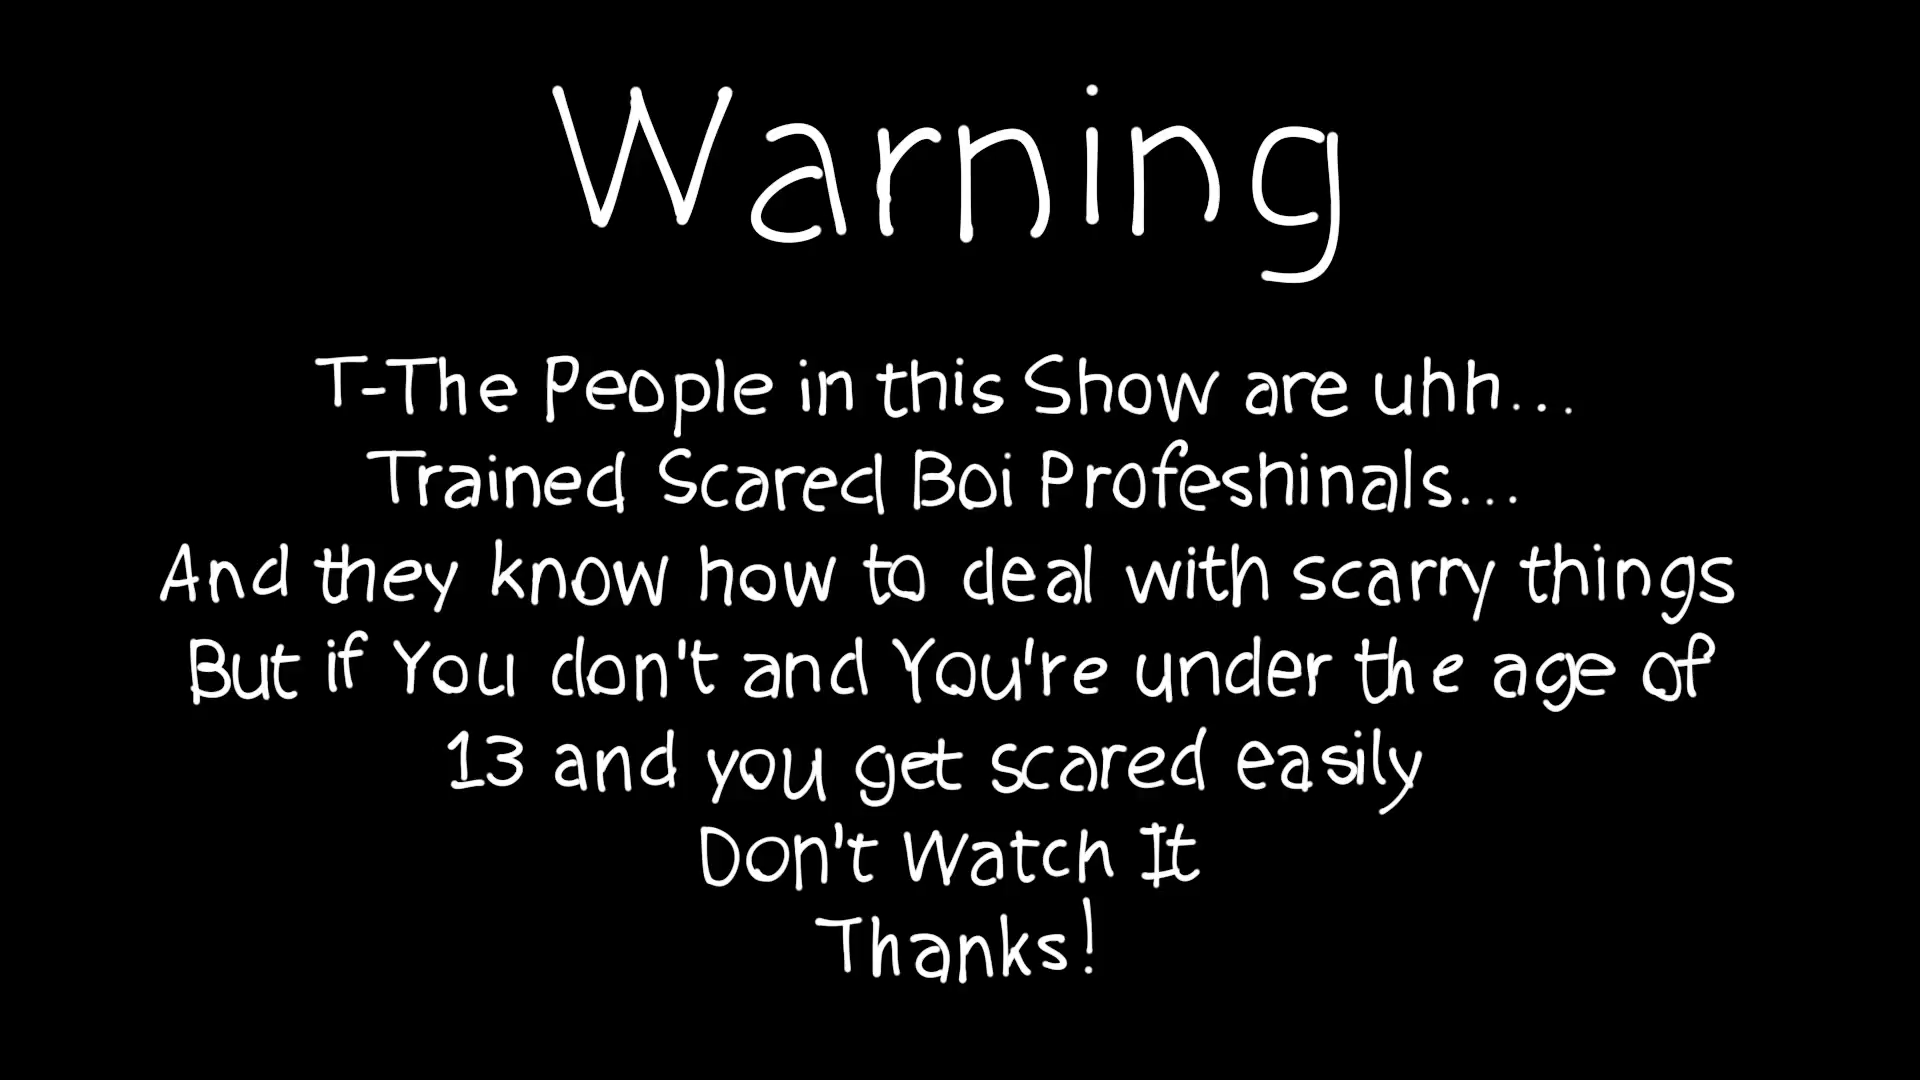 Warning
T-The People in this Show are uhh...
Trained Scared Boi Profeshinals...
And they know how to deal with scarry things
But if You don't and You're under the age of
13 and you get scared easily
Don't Watch It
Thanks!